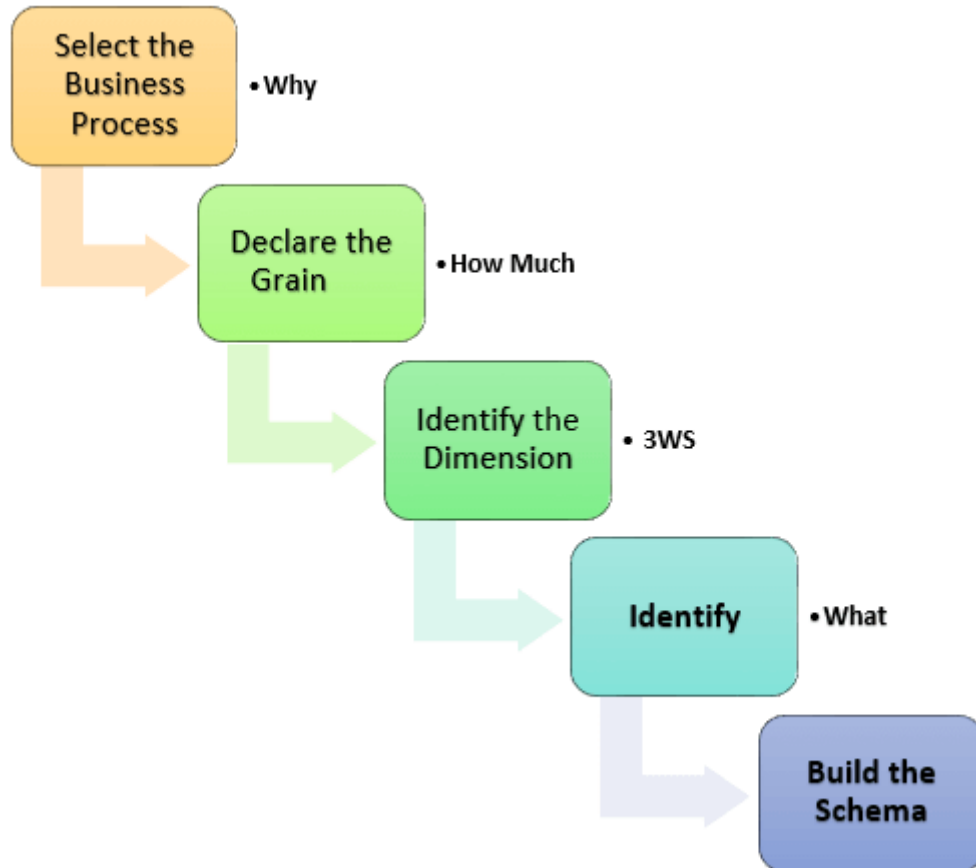 Select the
Business
Process
• Why
Declare the
Grain
• How Much
Identify the
Dimension
• 3WS
Identify
• What
Build the
Schema